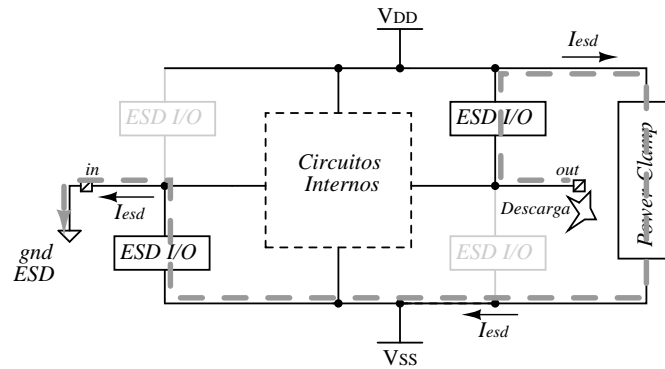 VDD
Iesd
ESD I/O
ESD I/O
in
Circuitos
Internos
out
Iesd
Descarga
Power Clamp
gnd
ESD
ESD I/O
ESD I/O
Iesd
VSS